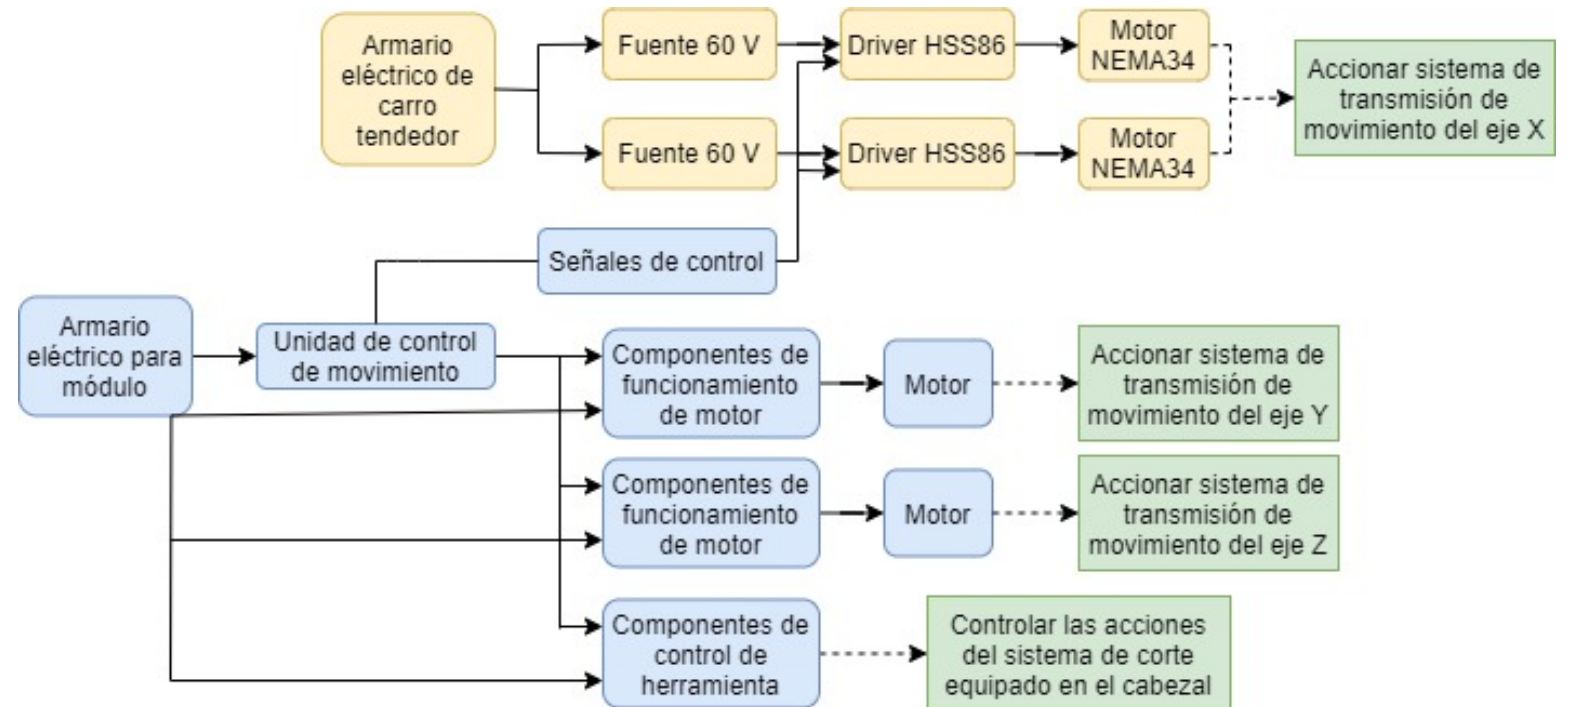 Armario
eléctrico de
carro
tendedor
Fuente 60 V
Driver HSS86
Motor
NEMA34
Accionar sistema de
transmisión de
movimiento del eje X
Fuente 60 V
Driver HSS86
Motor
NEMA34
Señales de control
Armario
eléctrico para
módulo
Unidad de control
de movimiento
Componentes de
funcionamiento
de motor
Motor
Accionar sistema de
transmisión de
movimiento del eje Y
Componentes de
funcionamiento
de motor
Motor
Accionar sistema de
transmisión de
movimiento del eje Z
Componentes de
control de
herramienta
Controlar las acciones
del sistema de corte
equipado en el cabezal